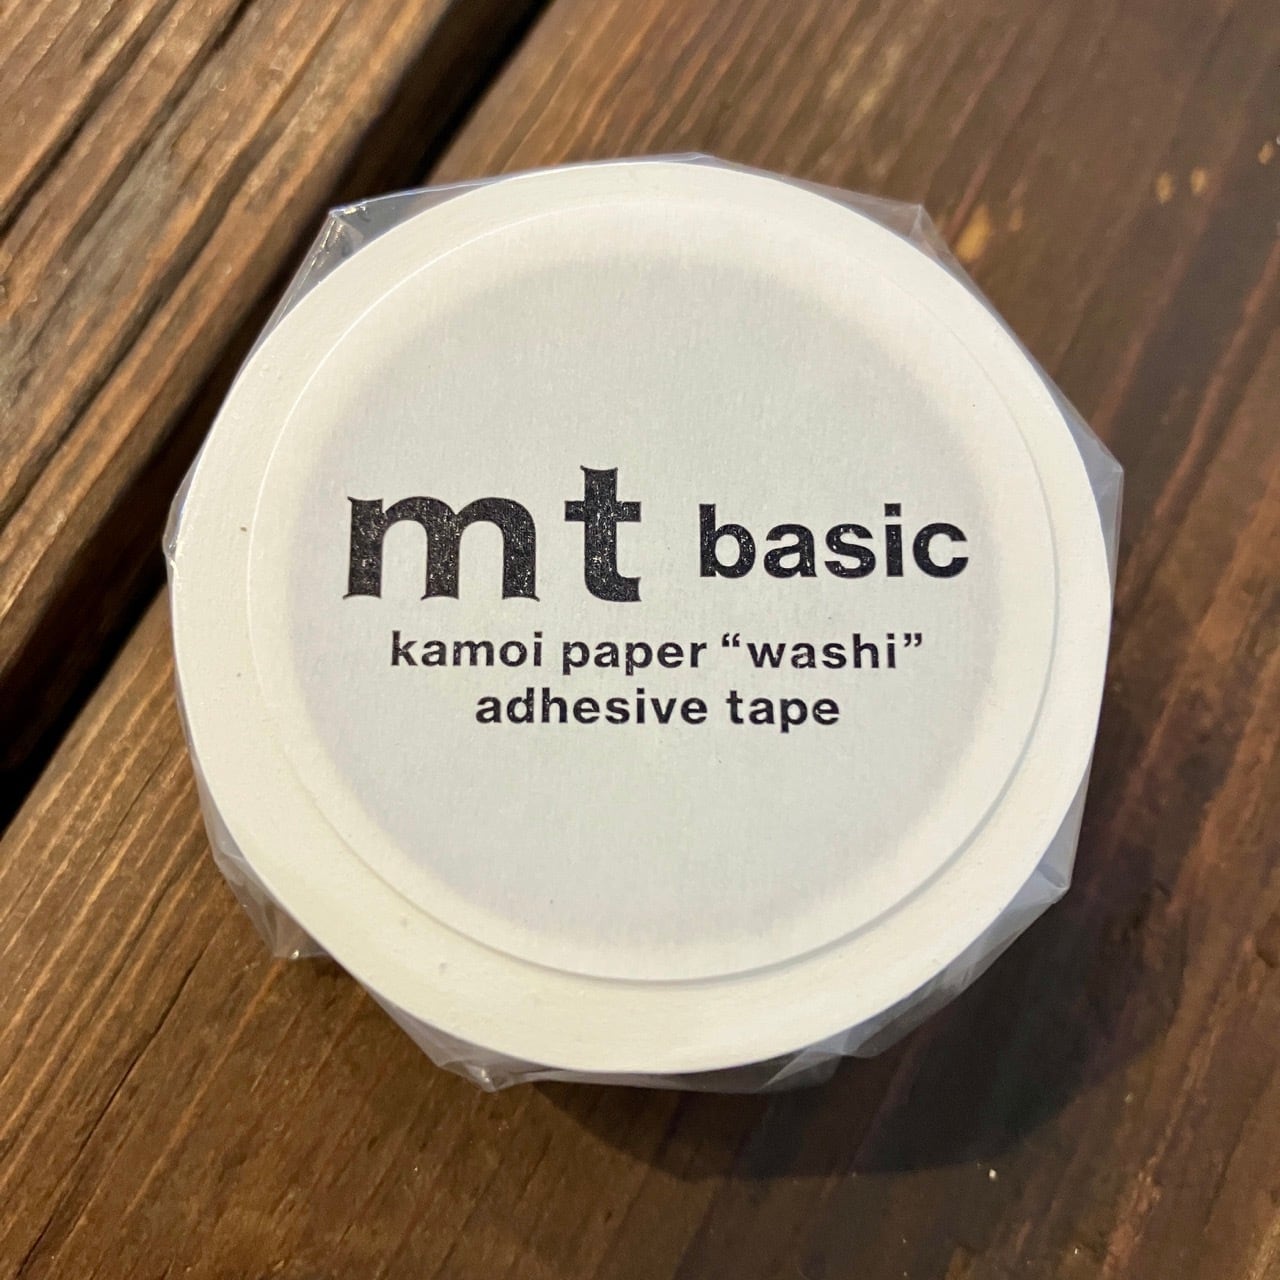 mt basic
kamoi paper “washi”
adhesive tape